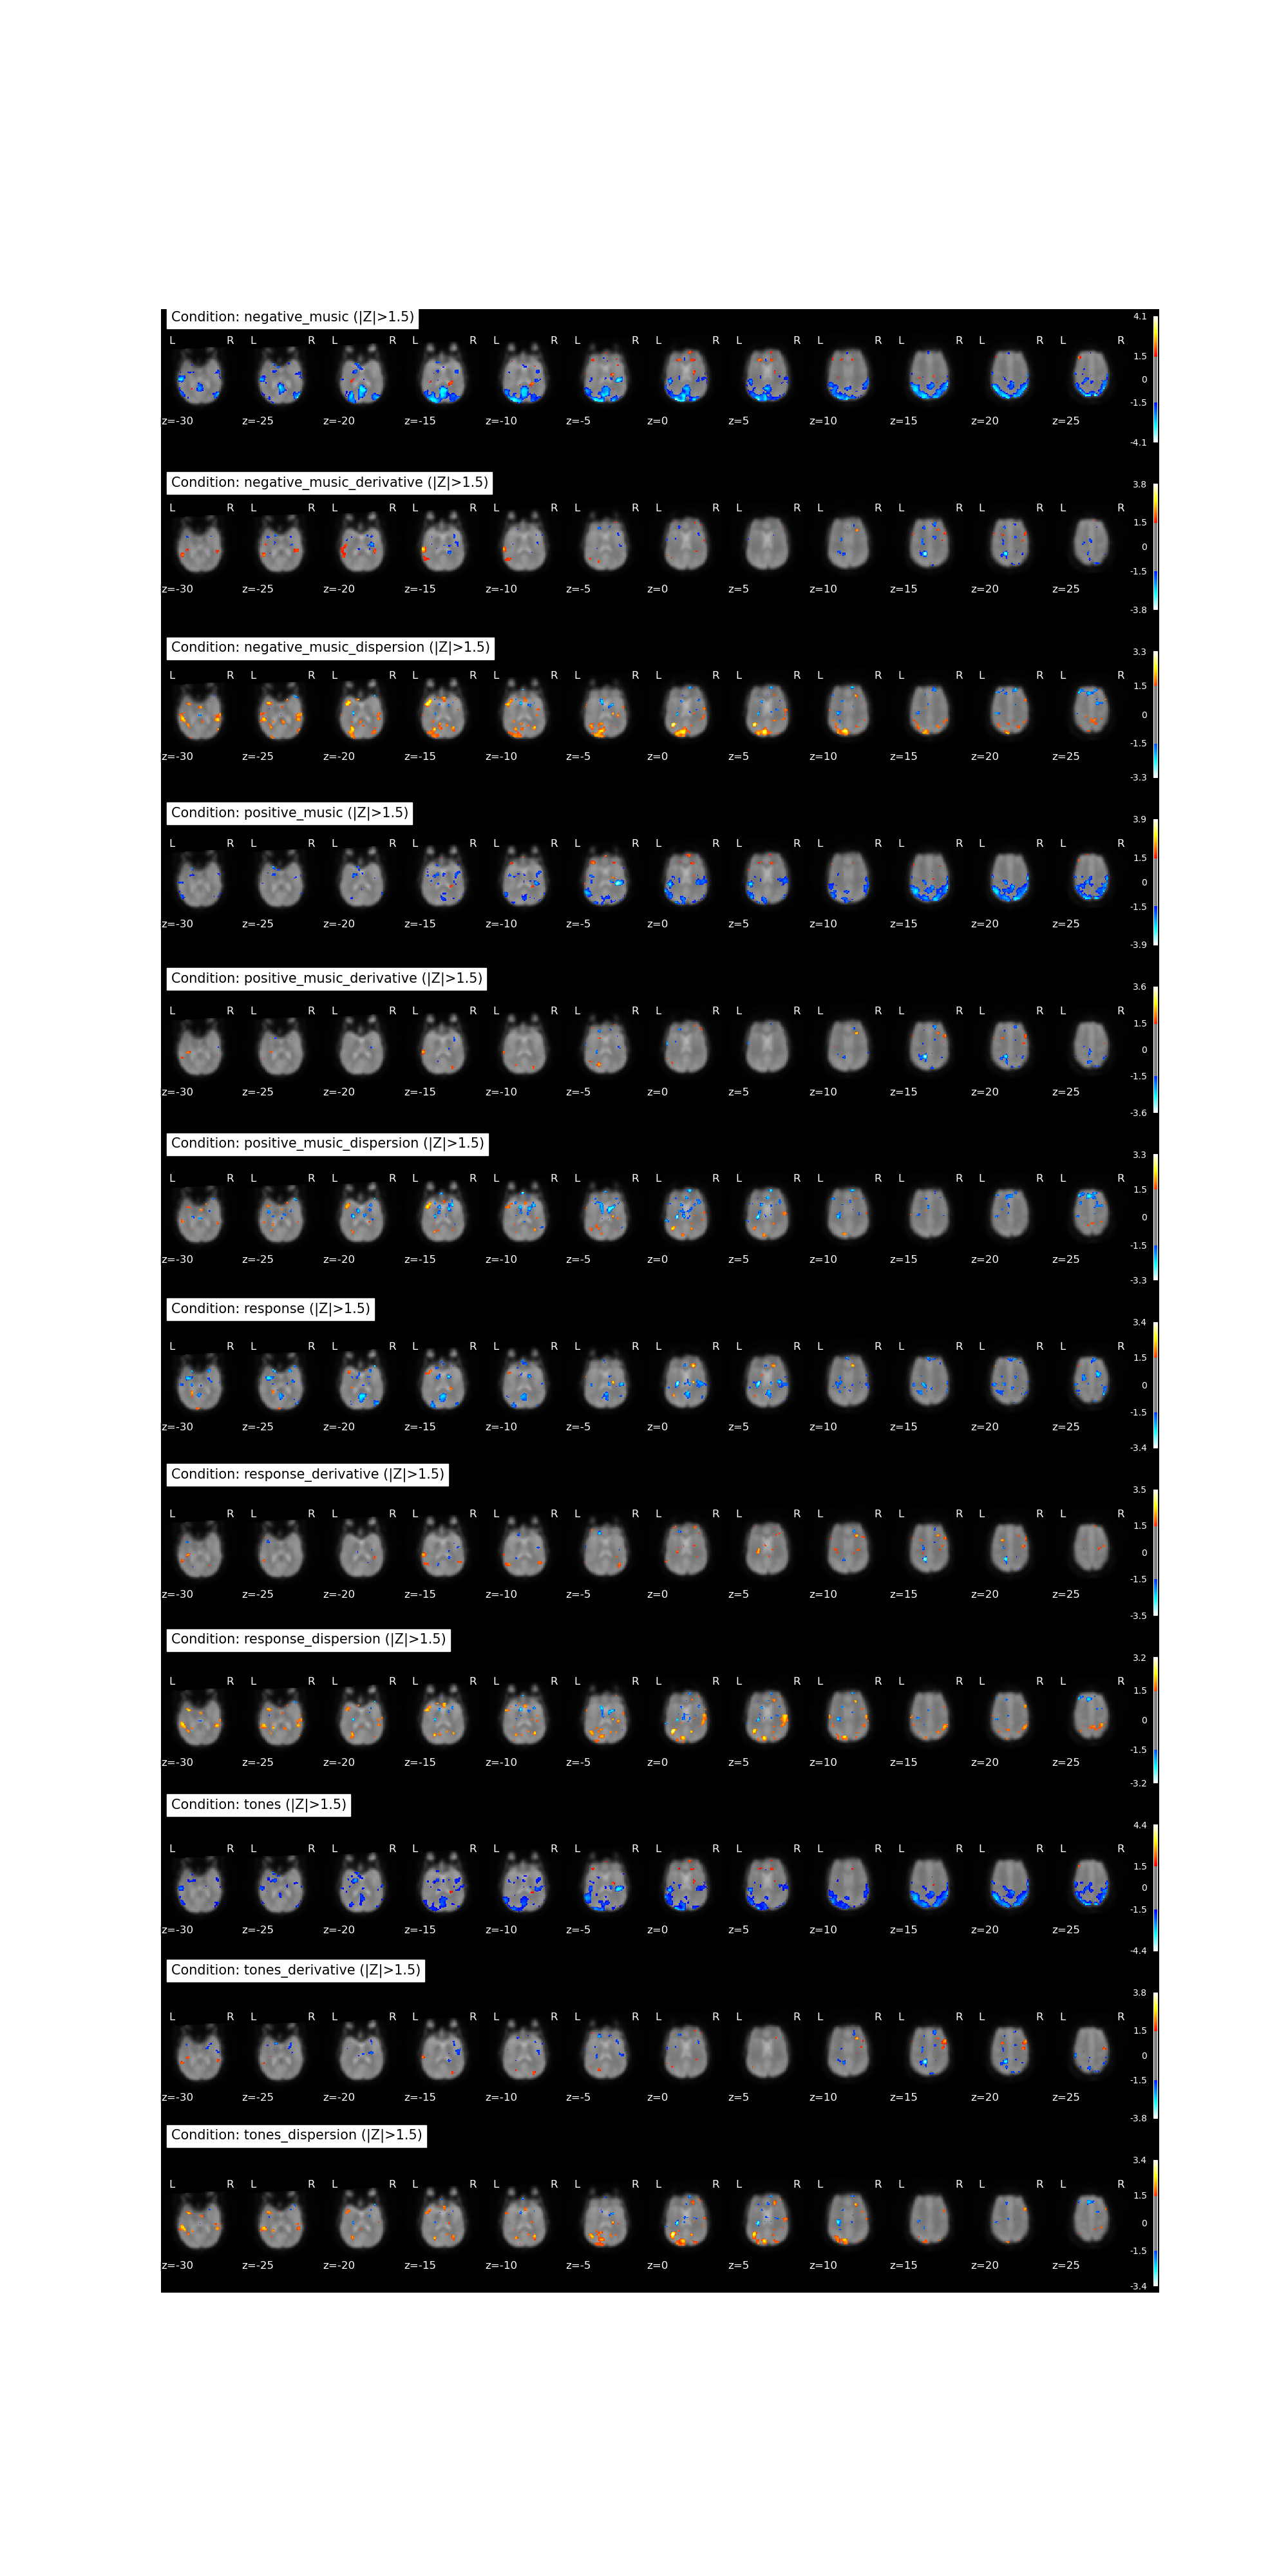 Condition: negative_music (|Z|>1.5)
L R L R L R L R L R L R L R L R L R L R L R L R
z=-30 z=-25 z=-20 z=-15 z=-10 z=-5 z=0 z=5 z=10 z=15 z=20 z=25
4.1
1.5
0
-1.5
-4.1
Condition: negative_music_derivative (|Z|>1.5)
L R L R L R L R L R L R L R L R L R L R L R L R
z=-30 z=-25 z=-20 z=-15 z=-10 z=-5 z=0 z=5 z=10 z=15 z=20 z=25
3.8
1.5
0
-1.5
-3.8
Condition: negative_music_dispersion (|Z|>1.5)
L R L R L R L R L R L R L R L R L R L R L R L R
z=-30 z=-25 z=-20 z=-15 z=-10 z=-5 z=0 z=5 z=10 z=15 z=20 z=25
3.3
1.5
0
-1.5
-3.3
Condition: positive_music (|Z|>1.5)
L R L R L R L R L R L R L R L R L R L R L R L R
z=-30 z=-25 z=-20 z=-15 z=-10 z=-5 z=0 z=5 z=10 z=15 z=20 z=25
3.9
1.5
0
-1.5
-3.9
Condition: positive_music_derivative (|Z|>1.5)
L R L R L R L R L R L R L R L R L R L R L R L R
z=-30 z=-25 z=-20 z=-15 z=-10 z=-5 z=0 z=5 z=10 z=15 z=20 z=25
3.6
1.5
0
-1.5
-3.6
Condition: positive_music_dispersion (|Z|>1.5)
L R L R L R L R L R L R L R L R L R L R L R L R
z=-30 z=-25 z=-20 z=-15 z=-10 z=-5 z=0 z=5 z=10 z=15 z=20 z=25
3.3
1.5
0
-1.5
-3.3
Condition: response (|Z|>1.5)
L R L R L R L R L R L R L R L R L R L R L R L R
z=-30 z=-25 z=-20 z=-15 z=-10 z=-5 z=0 z=5 z=10 z=15 z=20 z=25
3.4
1.5
0
-1.5
-3.4
Condition: response_derivative (|Z|>1.5)
L R L R L R L R L R L R L R L R L R L R L R L R
z=-30 z=-25 z=-20 z=-15 z=-10 z=-5 z=0 z=5 z=10 z=15 z=20 z=25
3.5
1.5
0
-1.5
-3.5
Condition: response_dispersion (|Z|>1.5)
L R L R L R L R L R L R L R L R L R L R L R L R
z=-30 z=-25 z=-20 z=-15 z=-10 z=-5 z=0 z=5 z=10 z=15 z=20 z=25
3.2
1.5
0
-1.5
-3.2
Condition: tones (|Z|>1.5)
L R L R L R L R L R L R L R L R L R L R L R L R
z=-30 z=-25 z=-20 z=-15 z=-10 z=-5 z=0 z=5 z=10 z=15 z=20 z=25
4.4
1.5
0
-1.5
-4.4
Condition: tones_derivative (|Z|>1.5)
L R L R L R L R L R L R L R L R L R L R L R L R
z=-30 z=-25 z=-20 z=-15 z=-10 z=-5 z=0 z=5 z=10 z=15 z=20 z=25
3.8
1.5
0
-1.5
-3.8
Condition: tones_dispersion (|Z|>1.5)
L R L R L R L R L R L R L R L R L R L R L R L R
z=-30 z=-25 z=-20 z=-15 z=-10 z=-5 z=0 z=5 z=10 z=15 z=20 z=25
3.4
1.5
0
-1.5
-3.4